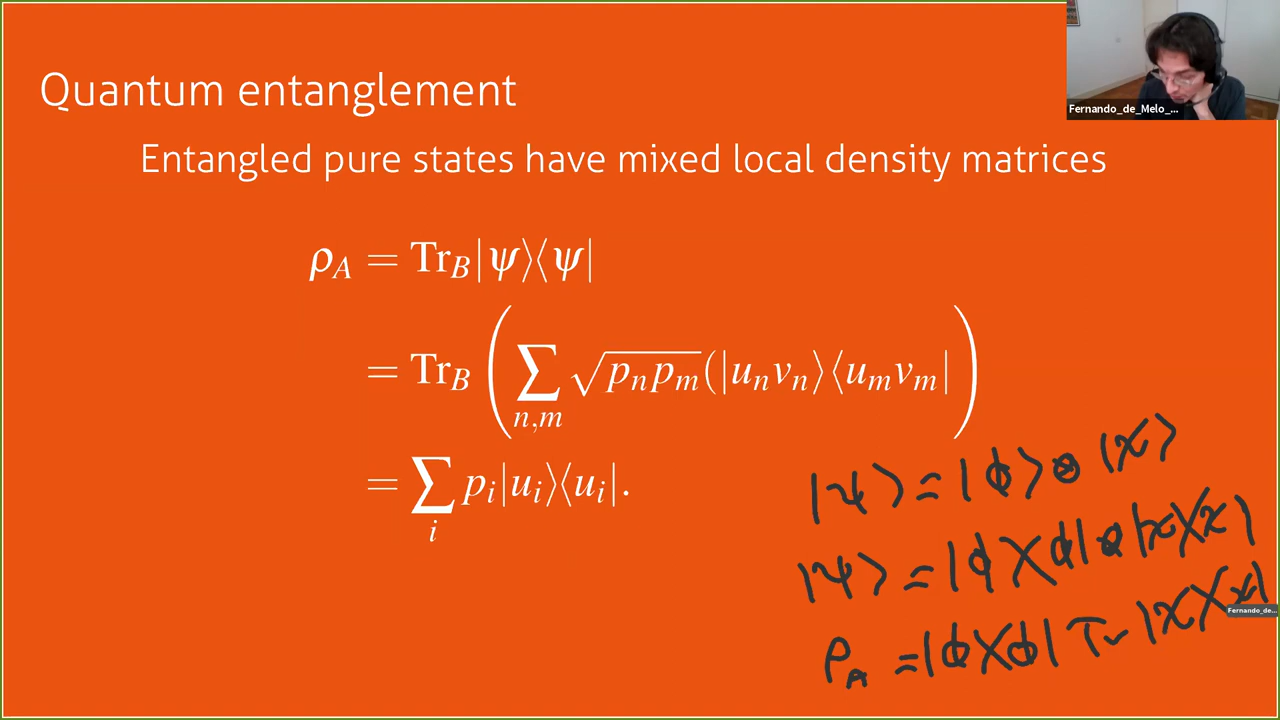 Quantum entanglement
Fernando_de_Melo_...
Entangled pure states have mixed local density matrices
ρ_A = Tr_B|ψ⟩⟨ψ|
= Tr_B ( ∑_{n,m} √(p_n p_m) (|u_n v_n⟩⟨u_m v_m| )
= ∑_i p_i|u_i⟩⟨u_i|.
|ψ⟩ = |ϕ⟩ ⊗ |χ⟩
|ψ⟩ = |ϕ⟩⟨ϕ| ⊗ |χ⟩⟨χ|
ρ_A = |ϕ⟩⟨ϕ| Tr |χ⟩⟨χ|
Fernando_de...